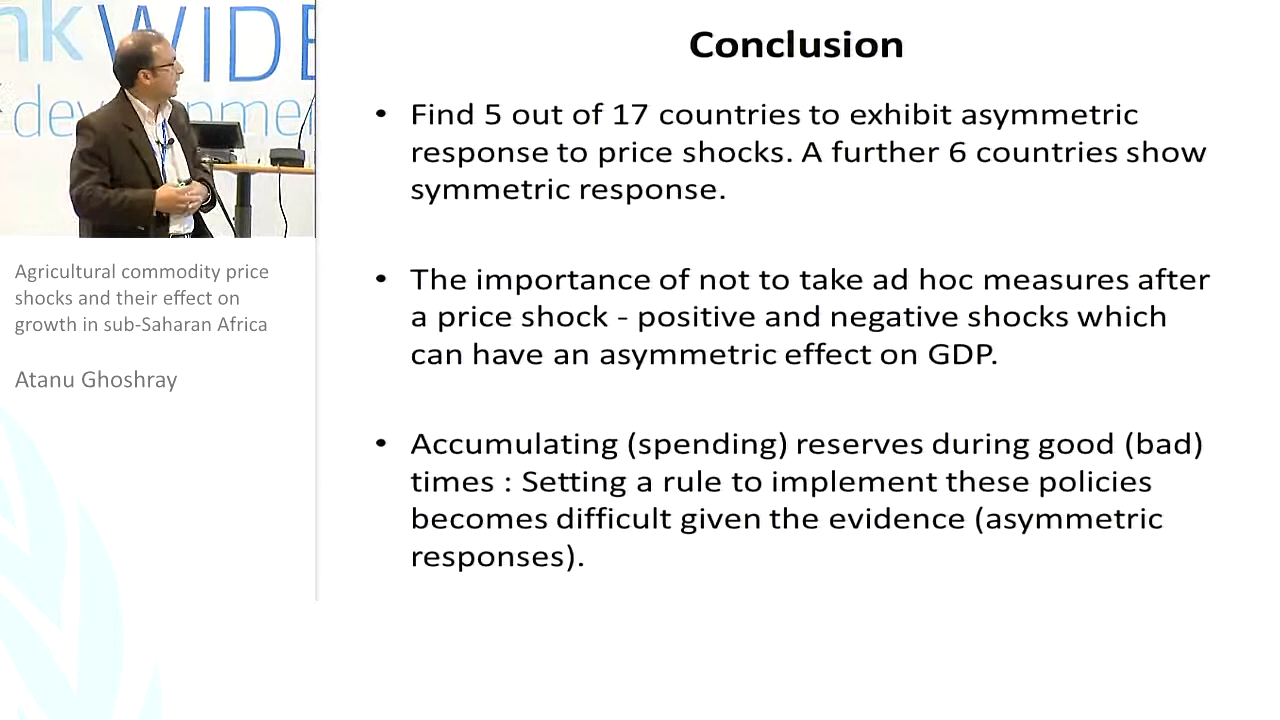 nk WIDE
development
Agricultural commodity price
shocks and their effect on
growth in sub-Saharan Africa
Atanu Ghoshray
Conclusion
• Find 5 out of 17 countries to exhibit asymmetric
response to price shocks. A further 6 countries show
symmetric response.
• The importance of not to take ad hoc measures after
a price shock - positive and negative shocks which
can have an asymmetric effect on GDP.
• Accumulating (spending) reserves during good (bad)
times : Setting a rule to implement these policies
becomes difficult given the evidence (asymmetric
responses).